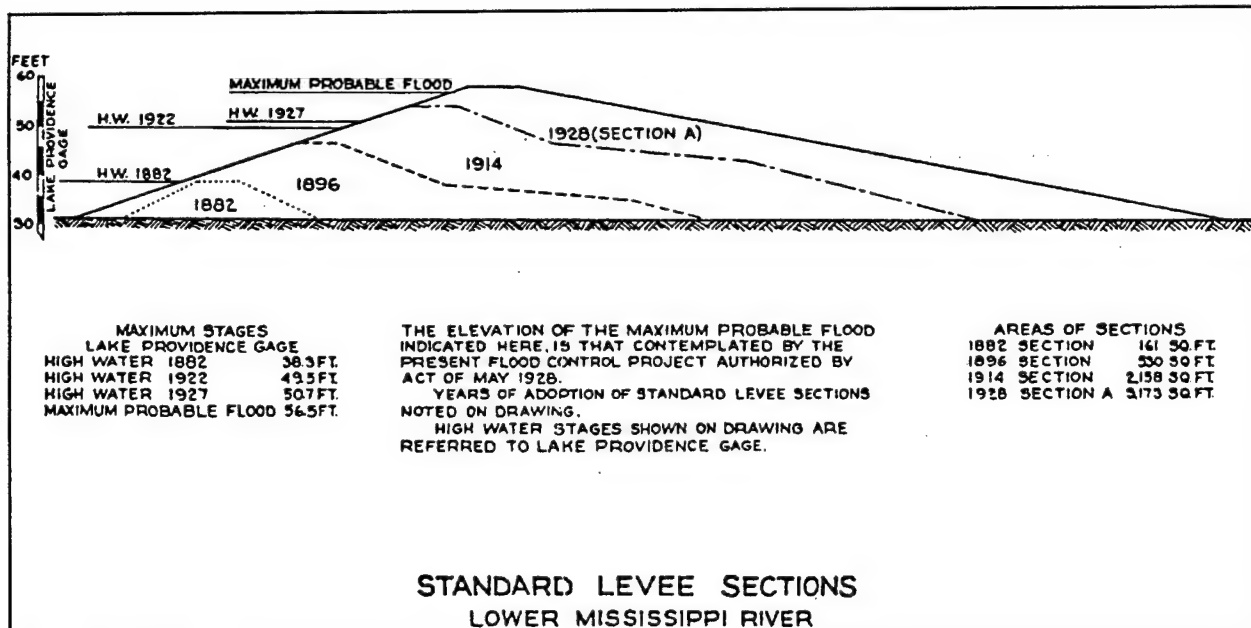 FEET
60
50
40
30
LAKE PROVIDENCE
GAGE
MAXIMUM PROBABLE FLOOD
H.W. 1927
H.W. 1922
H.W. 1882
1928 (SECTION A)
1914
1896
1882
MAXIMUM STAGES
LAKE PROVIDENCE GAGE
HIGH WATER 1882 38.3 FT.
HIGH WATER 1922 49.5 FT.
HIGH WATER 1927 50.7 FT.
MAXIMUM PROBABLE FLOOD 56.5 FT.
THE ELEVATION OF THE MAXIMUM PROBABLE FLOOD
INDICATED HERE, IS THAT CONTEMPLATED BY THE
PRESENT FLOOD CONTROL PROJECT AUTHORIZED BY
ACT OF MAY 1928.
YEARS OF ADOPTION OF STANDARD LEVEE SECTIONS
NOTED ON DRAWING.
HIGH WATER STAGES SHOWN ON DRAWING ARE
REFERRED TO LAKE PROVIDENCE GAGE.
AREAS OF SECTIONS
1882 SECTION 161 SQ. FT.
1896 SECTION SQ. FT.
1914 SECTION 2,158 SQ FT.
1928 SECTION A SQ FT.
STANDARD LEVEE SECTIONS
LOWER MISSISSIPPI RIVER